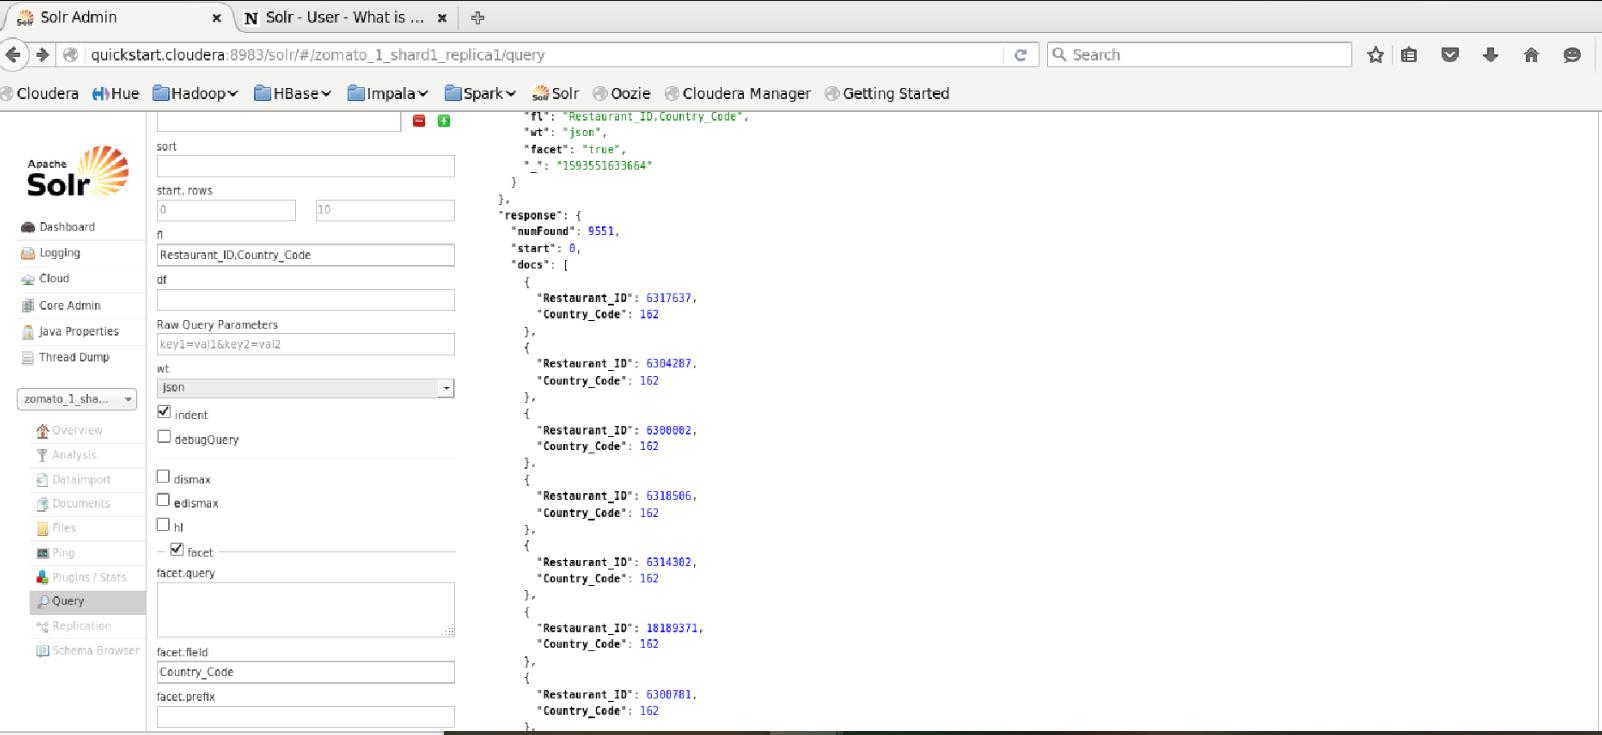 Solr Admin
Solr - User - What is ...
quickstart.cloudera:8983/solr/#/zomato_1_shard1_replica1/query
Search
Cloudera
Hue
Hadoop
HBase
Impala
Spark
Solr
Oozie
Cloudera Manager
Getting Started
Apache
Solr
Dashboard
Logging
Cloud
Core Admin
Java Properties
Thread Dump
zomato_1_sha...
Overview
Analysis
Dataimport
Documents
Files
Ping
Plugins / Stats
Query
Replication
Schema Browser
sort
start, rows
0
10
fl
Restaurant_ID,Country_Code
df
Raw Query Parameters
key1=val1&key2=val2
wt
json
indent
debugQuery
dismax
edismax
hl
facet
facet.query
facet.field
Country_Code
facet.prefix
"fl": "Restaurant_ID,Country_Code",
"wt": "json",
"facet": "true",
"_": "1593551633664"
}
},
"response": {
"numFound": 9551,
"start": 0,
"docs": [
{
"Restaurant_ID": 6317637,
"Country_Code": 162
},
{
"Restaurant_ID": 6304287,
"Country_Code": 162
},
{
"Restaurant_ID": 6300002,
"Country_Code": 162
},
{
"Restaurant_ID": 6318506,
"Country_Code": 162
},
{
"Restaurant_ID": 6314302,
"Country_Code": 162
},
{
"Restaurant_ID": 18189371,
"Country_Code": 162
},
{
"Restaurant_ID": 6300781,
"Country_Code": 162
},